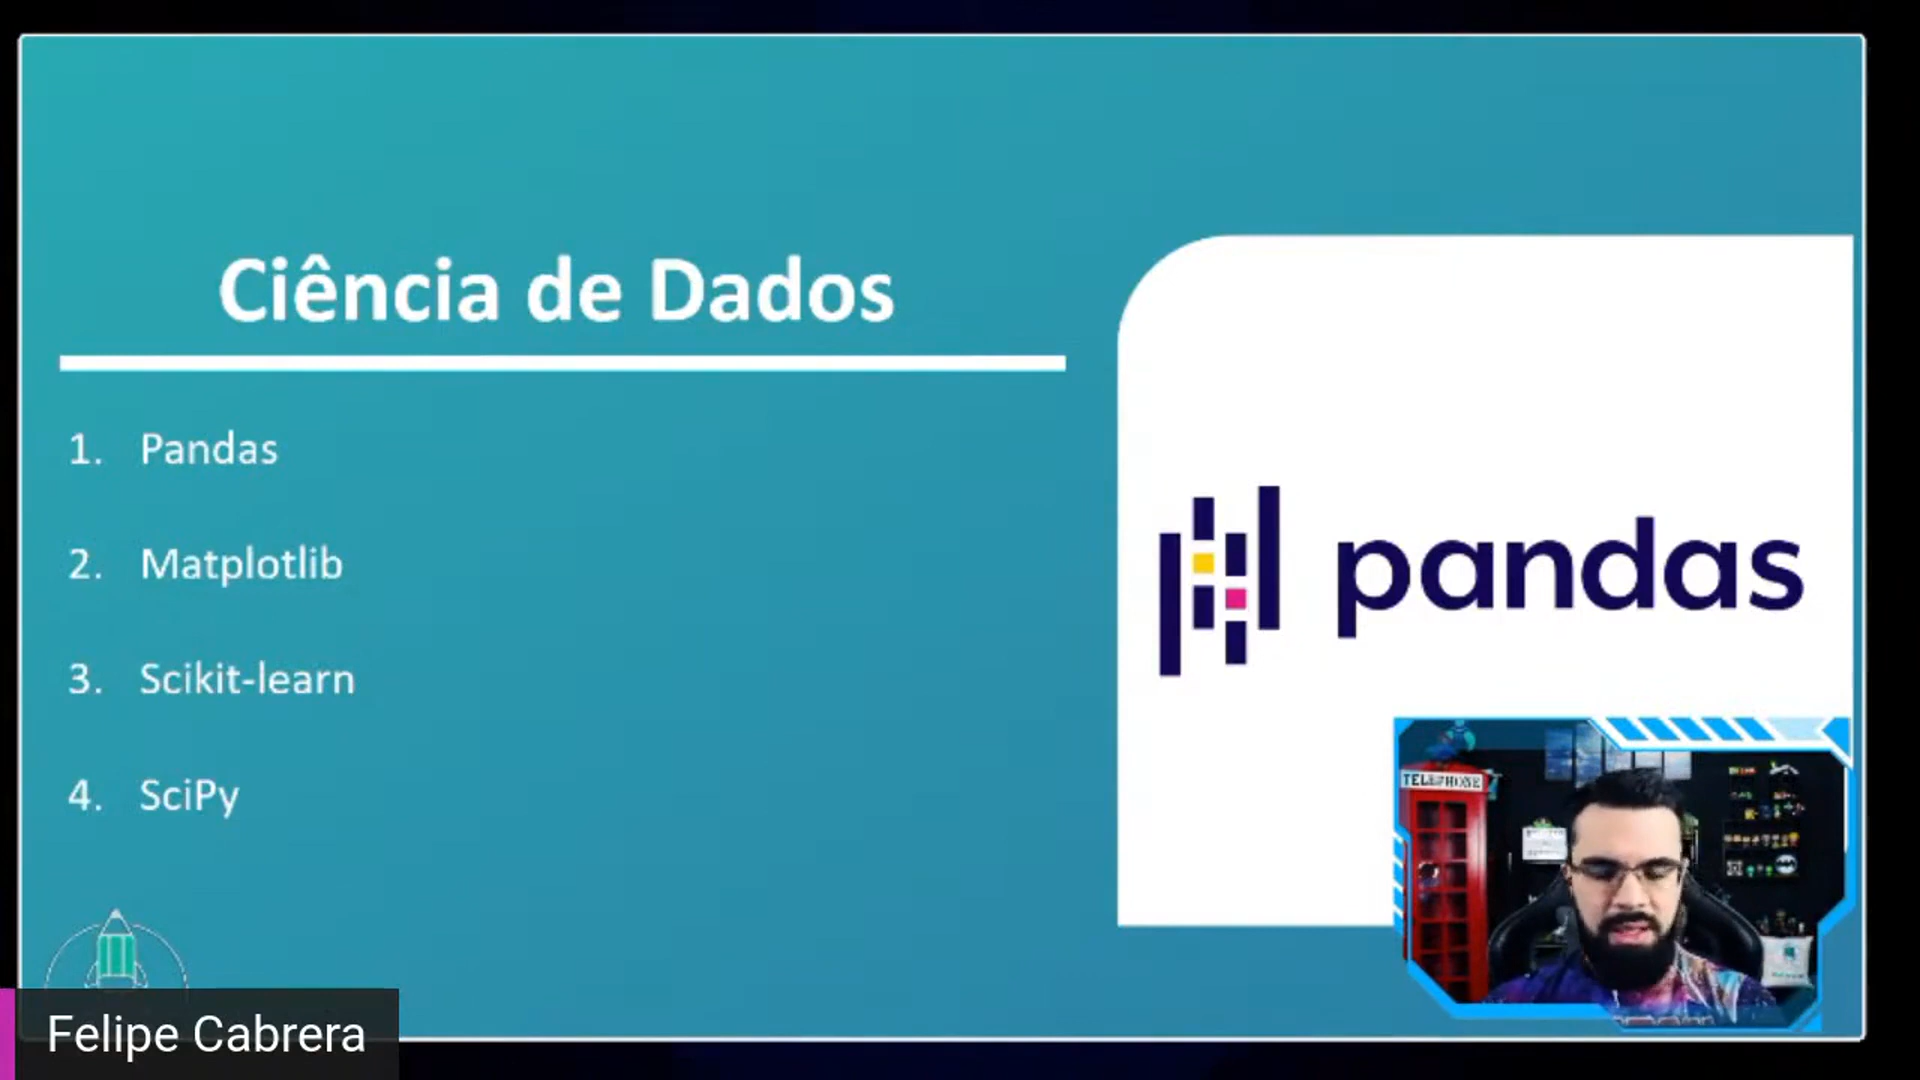 Ciência de Dados
1. Pandas
2. Matplotlib
3. Scikit-learn
4. SciPy
pandas
TELEPHONE
Felipe Cabrera